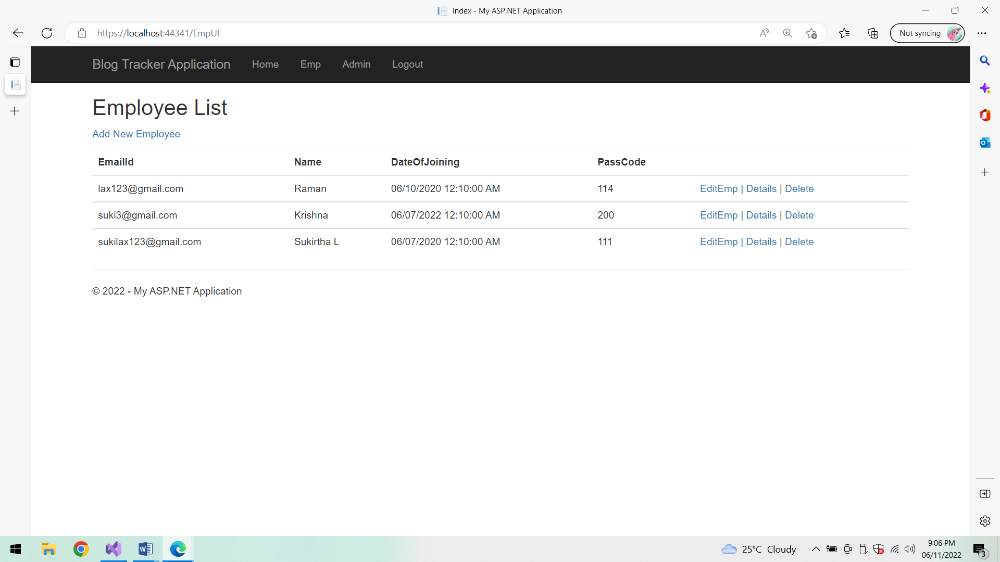 Index - My ASP.NET Application
https://localhost:44341/EmpUI
Not syncing
Blog Tracker Application Home Emp Admin Logout
Employee List
Add New Employee
EmailId Name DateOfJoining PassCode
lax123@gmail.com Raman 06/10/2020 12:10:00 AM 114 EditEmp | Details | Delete
suki3@gmail.com Krishna 06/07/2022 12:10:00 AM 200 EditEmp | Details | Delete
sukilax123@gmail.com Sukirtha L 06/07/2020 12:10:00 AM 111 EditEmp | Details | Delete
© 2022 - My ASP.NET Application
25°C Cloudy
9:06 PM
06/11/2022
3